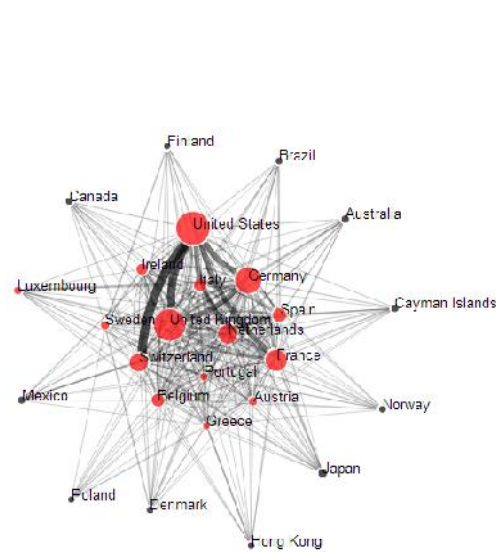 Finland
Brazil
Canada
Australia
United States
Ireland
Italy
Germany
Luxembourg
Cayman Islands
Spain
Sweden
United Kingdom
Netherlands
Switzerland
France
Portugal
Mexico
Belgium
Austria
Norway
Greece
Japan
Poland
Denmark
Hong Kong